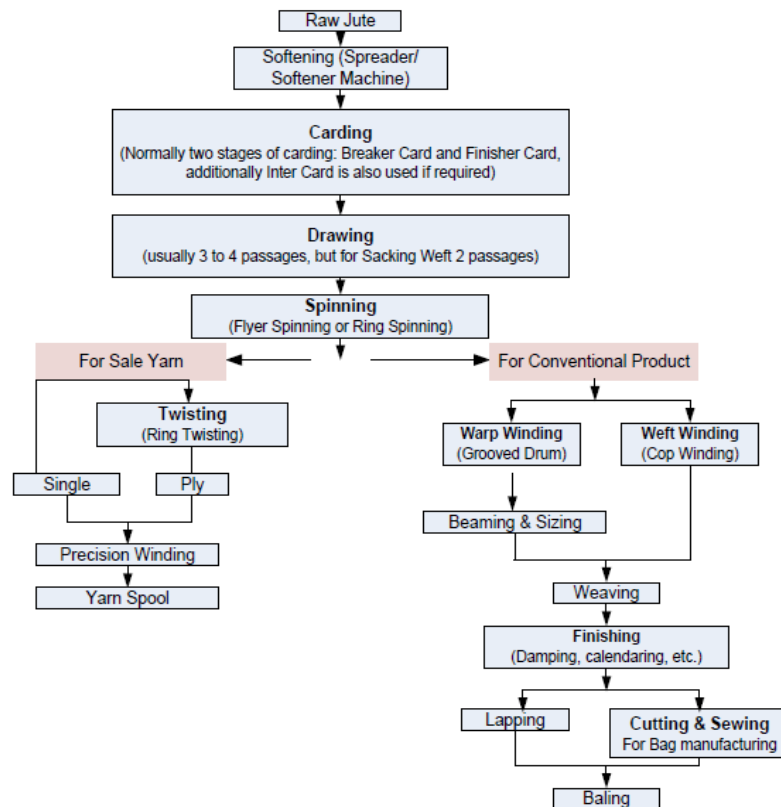 Raw Jute
Softening (Spreader/
Softener Machine)
Carding
(Normally two stages of carding: Breaker Card and Finisher Card,
additionally Inter Card is also used if required)
Drawing
(usually 3 to 4 passages, but for Sacking Weft 2 passages)
Spinning
(Flyer Spinning or Ring Spinning)
For Sale Yarn
For Conventional Product
Twisting
(Ring Twisting)
Warp Winding
(Grooved Drum)
Weft Winding
(Cop Winding)
Single
Ply
Beaming & Sizing
Precision Winding
Yarn Spool
Weaving
Finishing
(Damping, calendaring, etc.)
Lapping
Cutting & Sewing
For Bag manufacturing
Baling